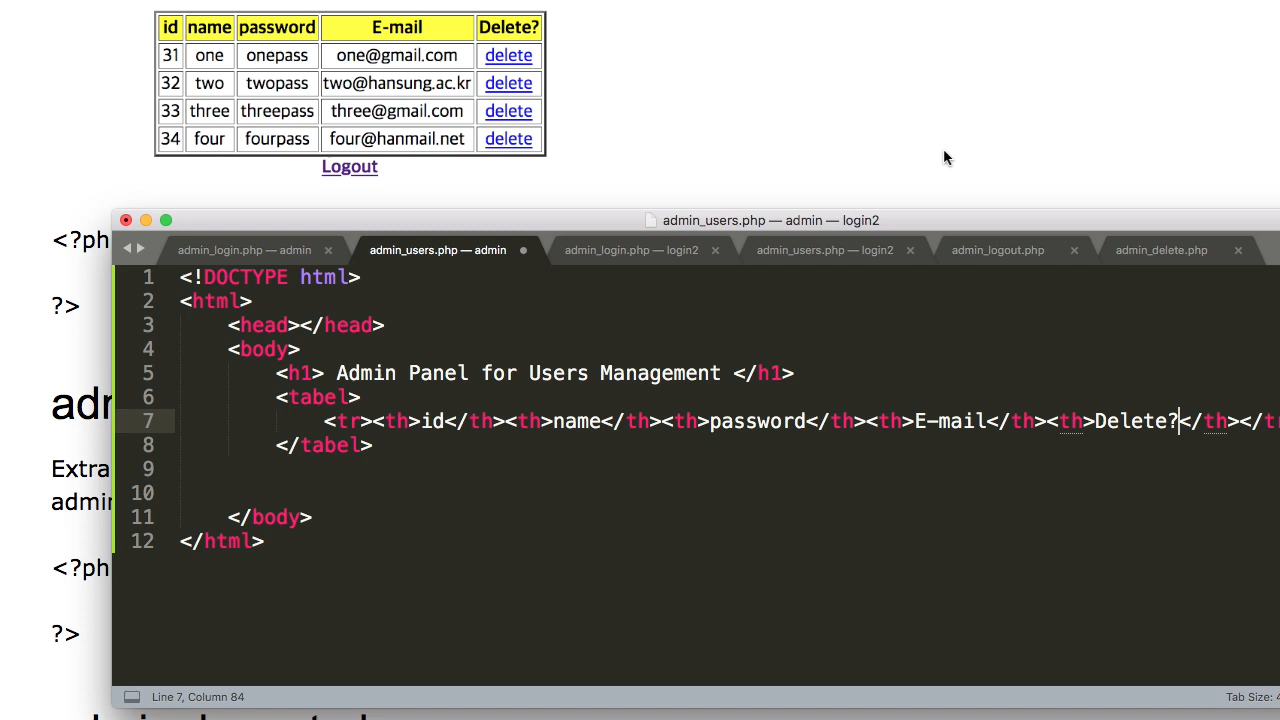 id name password E-mail Delete?
31 one onepass one@gmail.com delete
32 two twopass two@hansung.ac.kr delete
33 three threepass three@gmail.com delete
34 four fourpass four@hanmail.net delete
Logout
<?ph
?>
adm
Extra
admin
<?ph
?>
admin_users.php — admin — login2
admin_login.php — admin × admin_users.php — admin admin_login.php — login2 × admin_users.php — login2 × admin_logout.php × admin_delete.php ×
1 <!DOCTYPE html>
2 <html>
3 <head></head>
4 <body>
5 <h1> Admin Panel for Users Management </h1>
6 <tabel>
7 <tr><th>id</th><th>name</th><th>password</th><th>E-mail</th><th>Delete?</th></t
8 </tabel>
9
10
11 </body>
12 </html>
Line 7, Column 84
Tab Size: 4